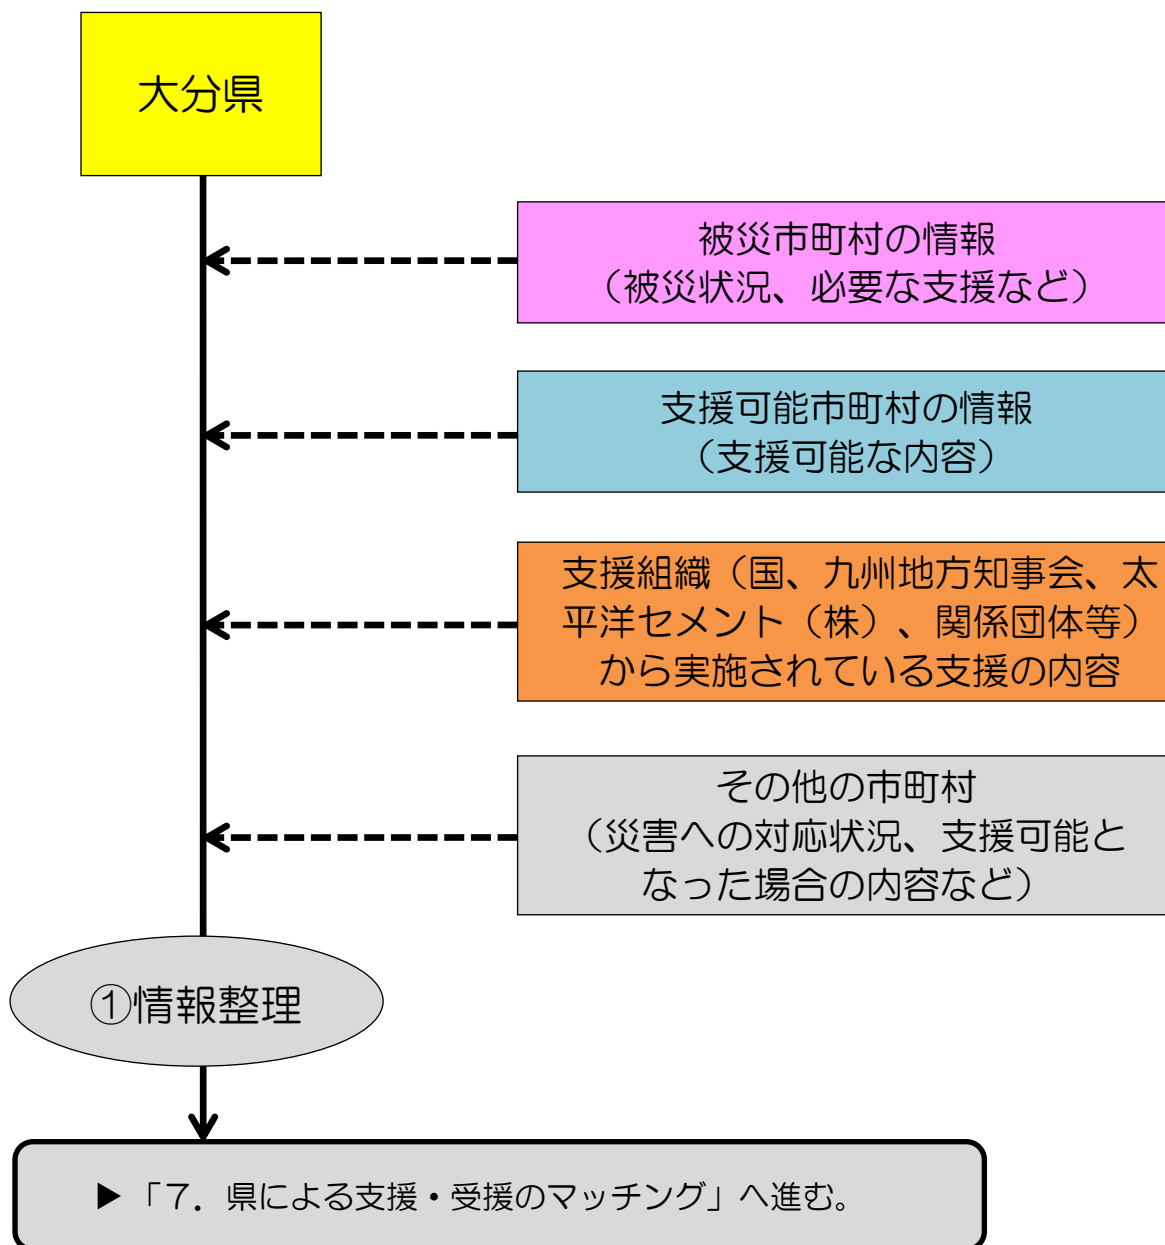 大分県
被災市町村の情報
（被災状況、必要な支援など）
支援可能市町村の情報
（支援可能な内容）
支援組織（国、九州地方知事会、太
平洋セメント（株）、関係団体等）
から実施されている支援の内容
その他の市町村
（災害への対応状況、支援可能と
なった場合の内容など）
①情報整理
▶「７．県による支援・受援のマッチング」へ進む。